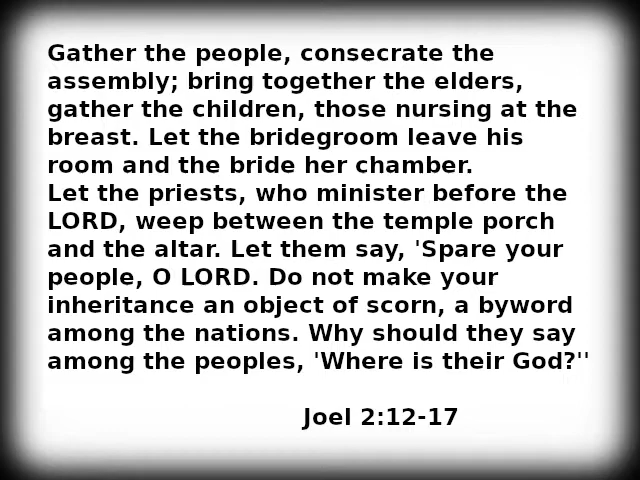 Gather the people, consecrate the
assembly; bring together the elders,
gather the children, those nursing at the
breast. Let the bridegroom leave his
room and the bride her chamber.
Let the priests, who minister before the
LORD, weep between the temple porch
and the altar. Let them say, 'Spare your
people, O LORD. Do not make your
inheritance an object of scorn, a byword
among the nations. Why should they say
among the peoples, 'Where is their God?''
Joel 2:12-17